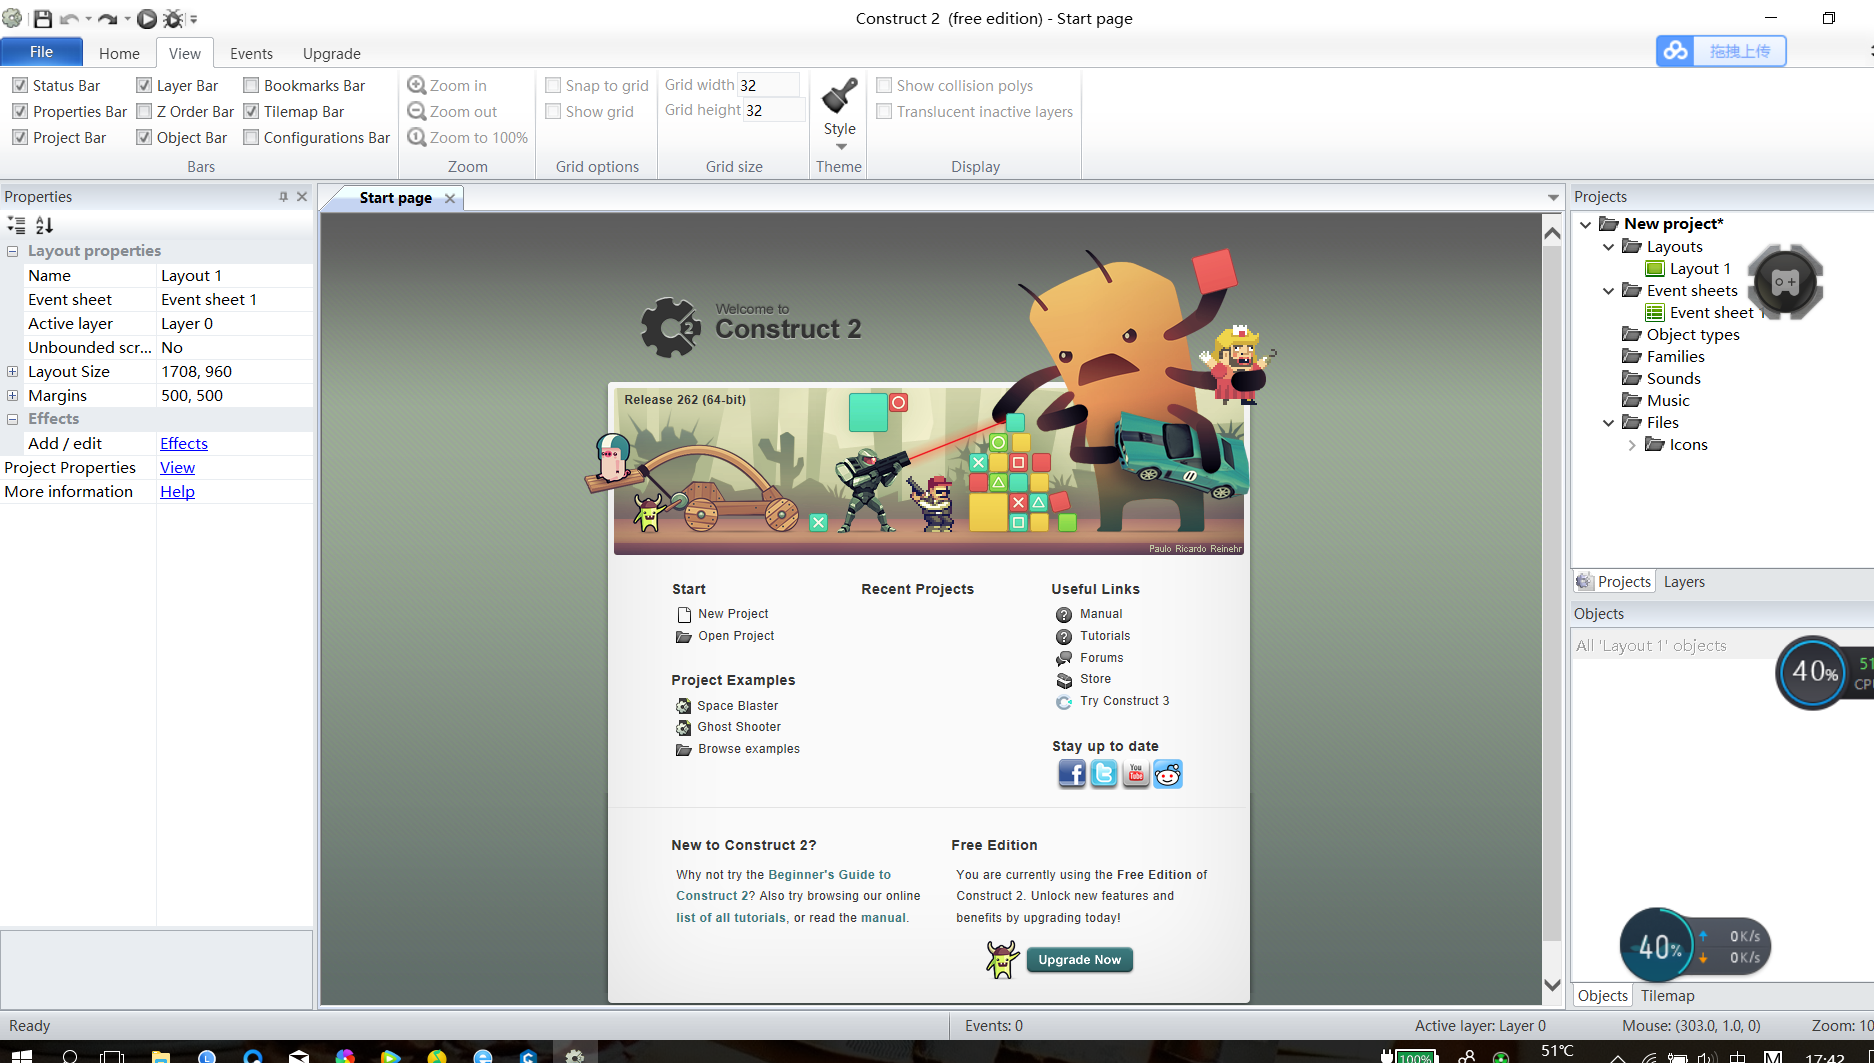 Construct 2  (free edition) - Start page
File
Home
View
Events
Upgrade
拖拽上传
Status Bar
Layer Bar
Bookmarks Bar
Properties Bar
Z Order Bar
Tilemap Bar
Project Bar
Object Bar
Configurations Bar
Bars
Zoom in
Zoom out
Zoom to 100%
Zoom
Snap to grid
Show grid
Grid options
Grid width 32
Grid height 32
Grid size
Style
Theme
Show collision polys
Translucent inactive layers
Display
Properties
Layout properties
Name Layout 1
Event sheet Event sheet 1
Active layer Layer 0
Unbounded scr... No
Layout Size 1708, 960
Margins 500, 500
Effects
Add / edit Effects
Project Properties View
More information Help
Start page
Welcome to
Construct 2
Release 262 (64-bit)
Paulo Ricardo Reinehr
Start
New Project
Open Project
Project Examples
Space Blaster
Ghost Shooter
Browse examples
Recent Projects
Useful Links
Manual
Tutorials
Forums
Store
Try Construct 3
Stay up to date
You
Tube
New to Construct 2?
Why not try the Beginner's Guide to
Construct 2? Also try browsing our online
list of all tutorials, or read the manual.
Free Edition
You are currently using the Free Edition of
Construct 2. Unlock new features and
benefits by upgrading today!
Upgrade Now
Projects
New project*
Layouts
Layout 1
Event sheets
Event sheet
Object types
Families
Sounds
Music
Files
Icons
Projects
Layers
Objects
All 'Layout 1' objects
40%
51
CPU
40%
0K/s
0K/s
Objects
Tilemap
Ready
Events: 0
Active layer: Layer 0
Mouse: (303.0, 1.0, 0)
Zoom: 10
100%
51℃
中
M
17:42